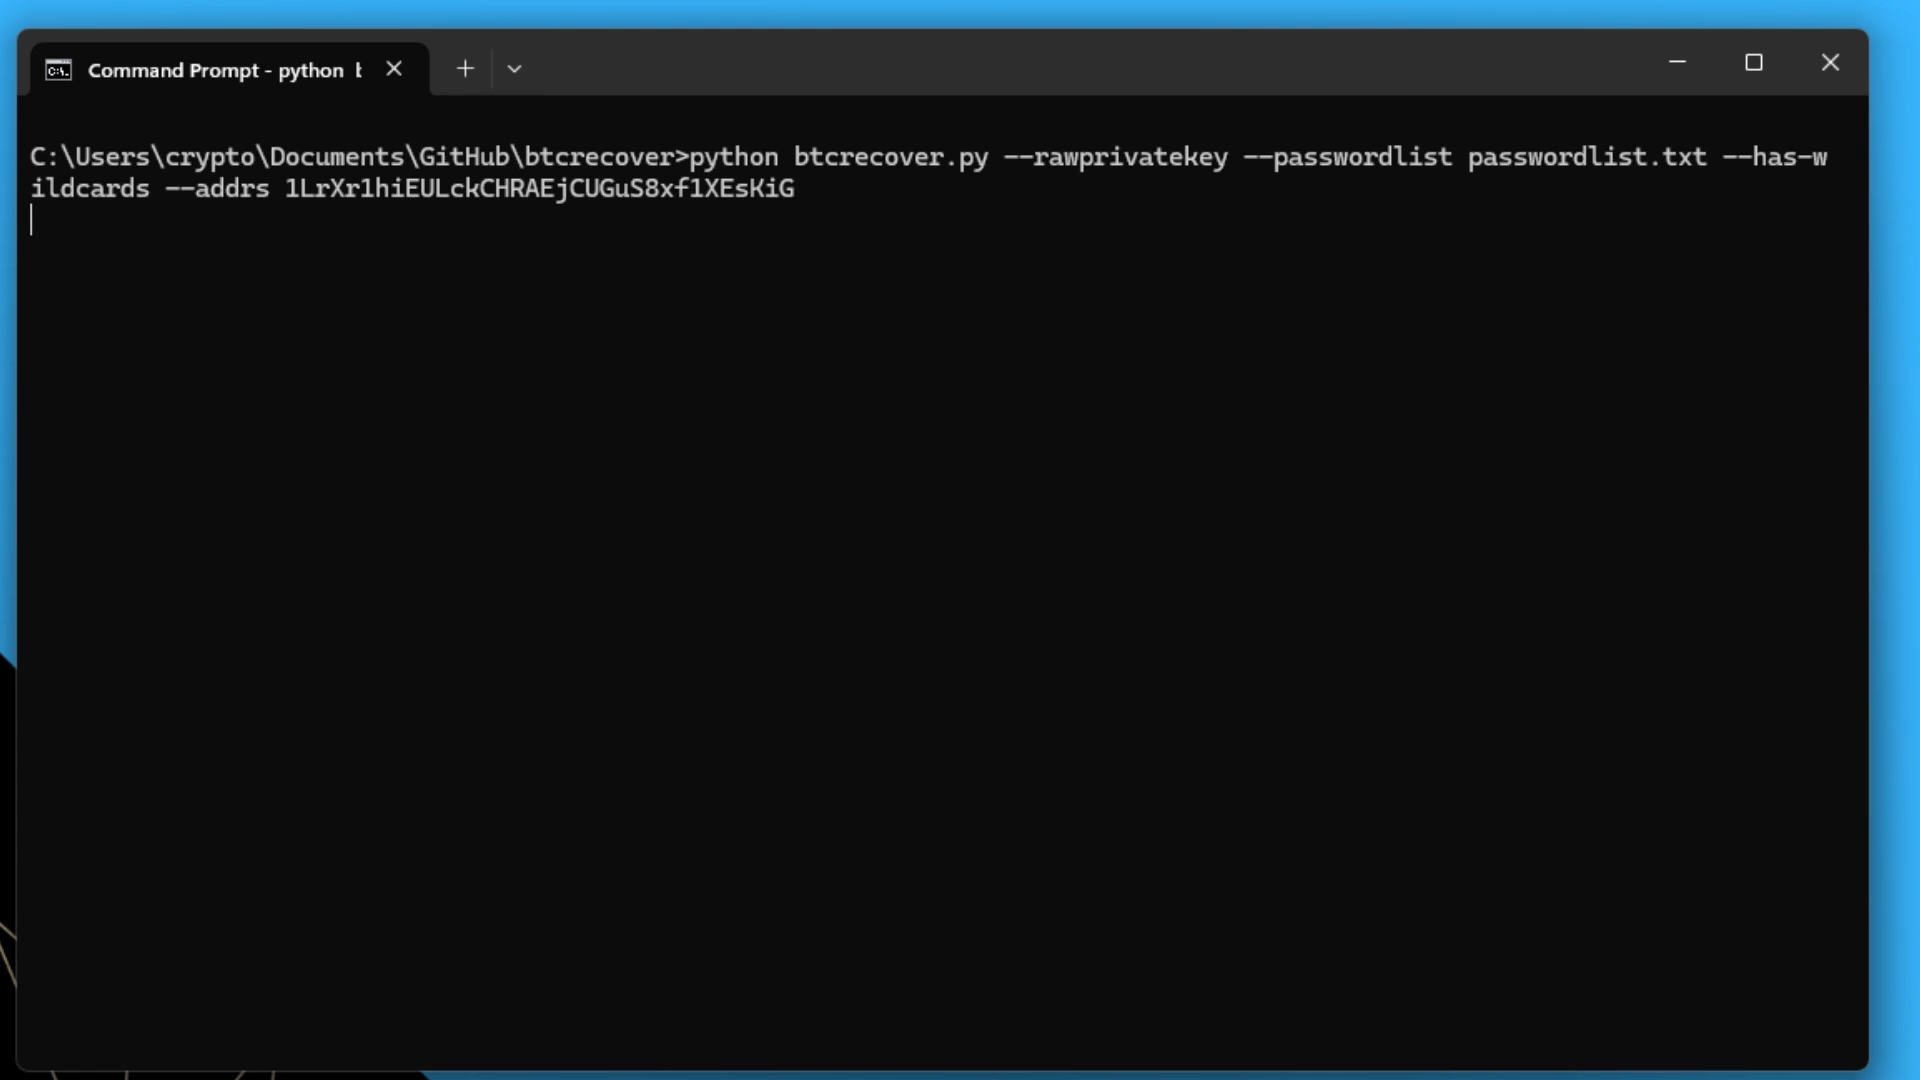 Command Prompt - python
C:\Users\crypto\Documents\GitHub\btcrecover>python btcrecover.py --rawprivatekey --passwordlist passwordlist.txt --has-w
ildcards --addrs 1LrXr1hiEULckCHRAEjCUGuS8xf1XEsKiG